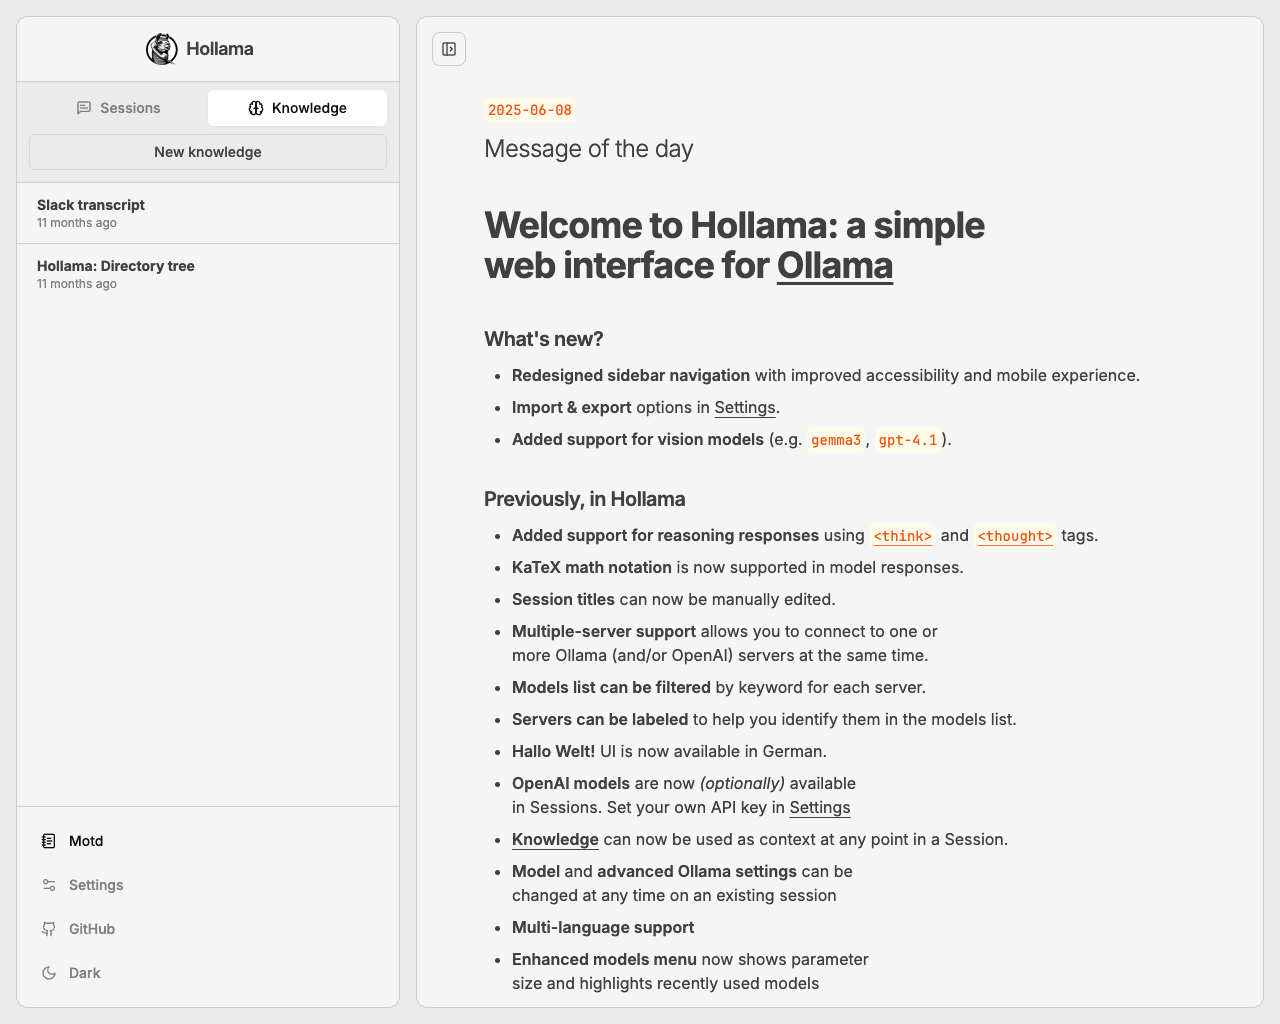 Hollama
Sessions
Knowledge
New knowledge
Slack transcript
11 months ago
Hollama: Directory tree
11 months ago
Motd
Settings
GitHub
Dark
2025-06-08
Message of the day
Welcome to Hollama: a simple
web interface for Ollama
What's new?
• Redesigned sidebar navigation with improved accessibility and mobile experience.
• Import & export options in Settings.
• Added support for vision models (e.g. gemma3, gpt-4.1).
Previously, in Hollama
• Added support for reasoning responses using <think> and <thought> tags.
• KaTeX math notation is now supported in model responses.
• Session titles can now be manually edited.
• Multiple-server support allows you to connect to one or
more Ollama (and/or OpenAI) servers at the same time.
• Models list can be filtered by keyword for each server.
• Servers can be labeled to help you identify them in the models list.
• Hallo Welt! UI is now available in German.
• OpenAI models are now (optionally) available
in Sessions. Set your own API key in Settings
• Knowledge can now be used as context at any point in a Session.
• Model and advanced Ollama settings can be
changed at any time on an existing session
• Multi-language support
• Enhanced models menu now shows parameter
size and highlights recently used models